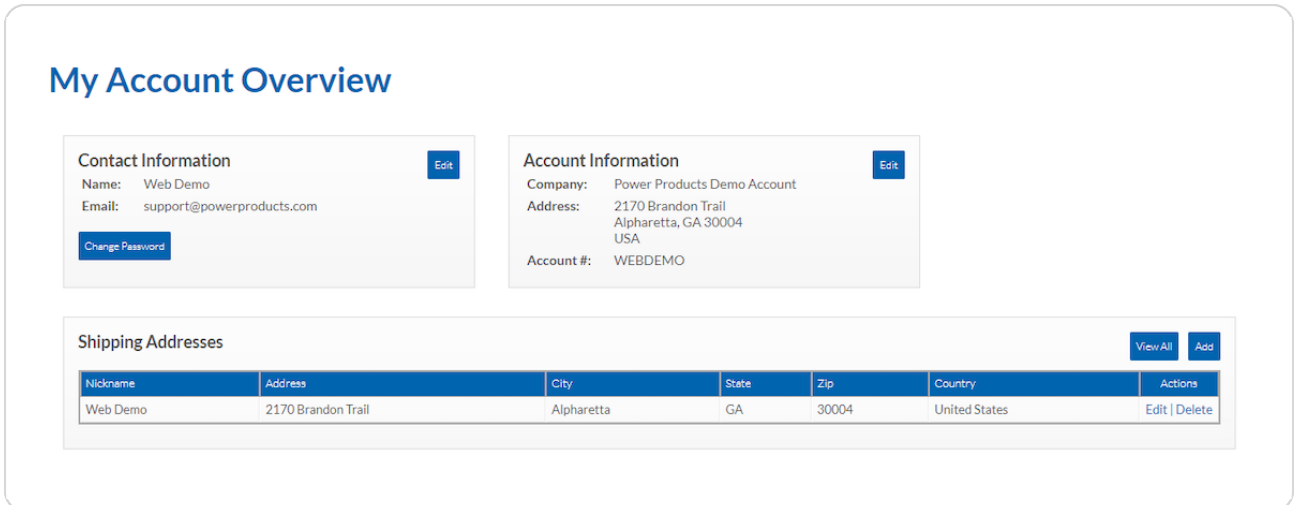 My Account Overview
Contact Information
Edit
Name: Web Demo
Email: support@powerproducts.com
Change Password
Account Information
Edit
Company: Power Products Demo Account
Address: 2170 Brandon Trail
Alpharetta, GA 30004
USA
Account #: WEBDEMO
Shipping Addresses
View All Add
Nickname Address City State Zip Country Actions
Web Demo 2170 Brandon Trail Alpharetta GA 30004 United States Edit | Delete